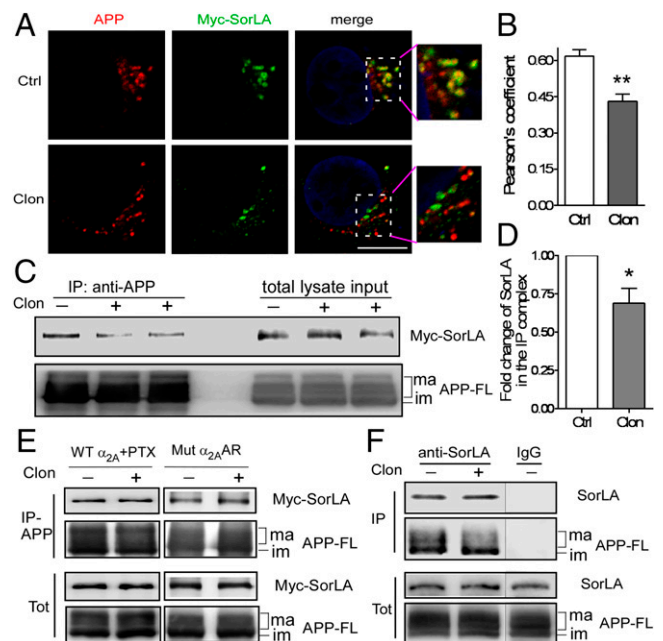 A
APP
Myc-SorLA
merge
Ctrl
Clon
B
Pearson's coefficient
0.60
0.45
0.30
0.15
0.00
**
Ctrl
Clon
C
IP: anti-APP
total lysate input
Clon − + + − + +
Myc-SorLA
ma
im
APP-FL
D
Fold change of SorLA
in the IP complex
1.00
0.75
0.50
0.25
0.00
*
Ctrl
Clon
E
WT α2A+PTX
Mut α2AAR
Clon − + − +
IP-
APP
Myc-SorLA
ma
im
APP-FL
Tot
Myc-SorLA
ma
im
APP-FL
F
anti-SorLA
IgG
Clon − + −
IP
SorLA
ma
im
APP-FL
Tot
SorLA
ma
im
APP-FL